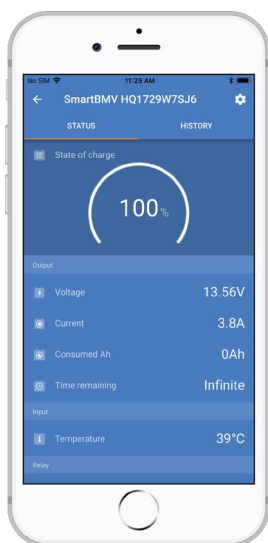 No SIM 11:29 AM
SmartBMV HQ1729W7SJ6
STATUS HISTORY
State of charge
100%
Output
Voltage 13.56V
Current 3.8A
Consumed Ah 0Ah
Time remaining Infinite
Input
Temperature 39°C
Relay